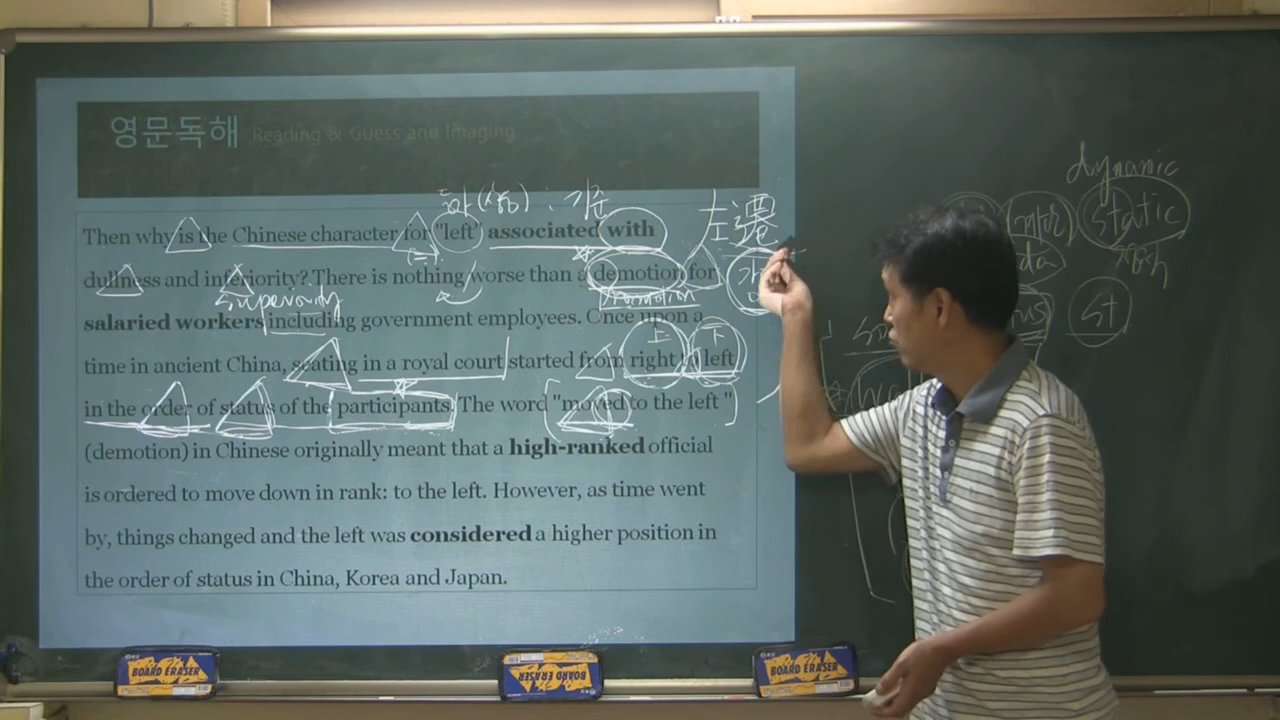 영문독해 Reading & Guess and Imaging
左遷
Then why is the Chinese character for "left" associated with
dullness and inferiority? There is nothing worse than a demotion for
superiority
promotion
salaried workers including government employees. Once upon a
上 下
time in ancient China, seating in a royal court started from right to left
in the order of status of the participants. The word "moved to the left "
(demotion) in Chinese originally meant that a high-ranked official
is ordered to move down in rank: to the left. However, as time went
by, things changed and the left was considered a higher position in
the order of status in China, Korea and Japan.
dynamic
static
st
BOARD ERASER
BOARD ERASER
BOARD ERASER